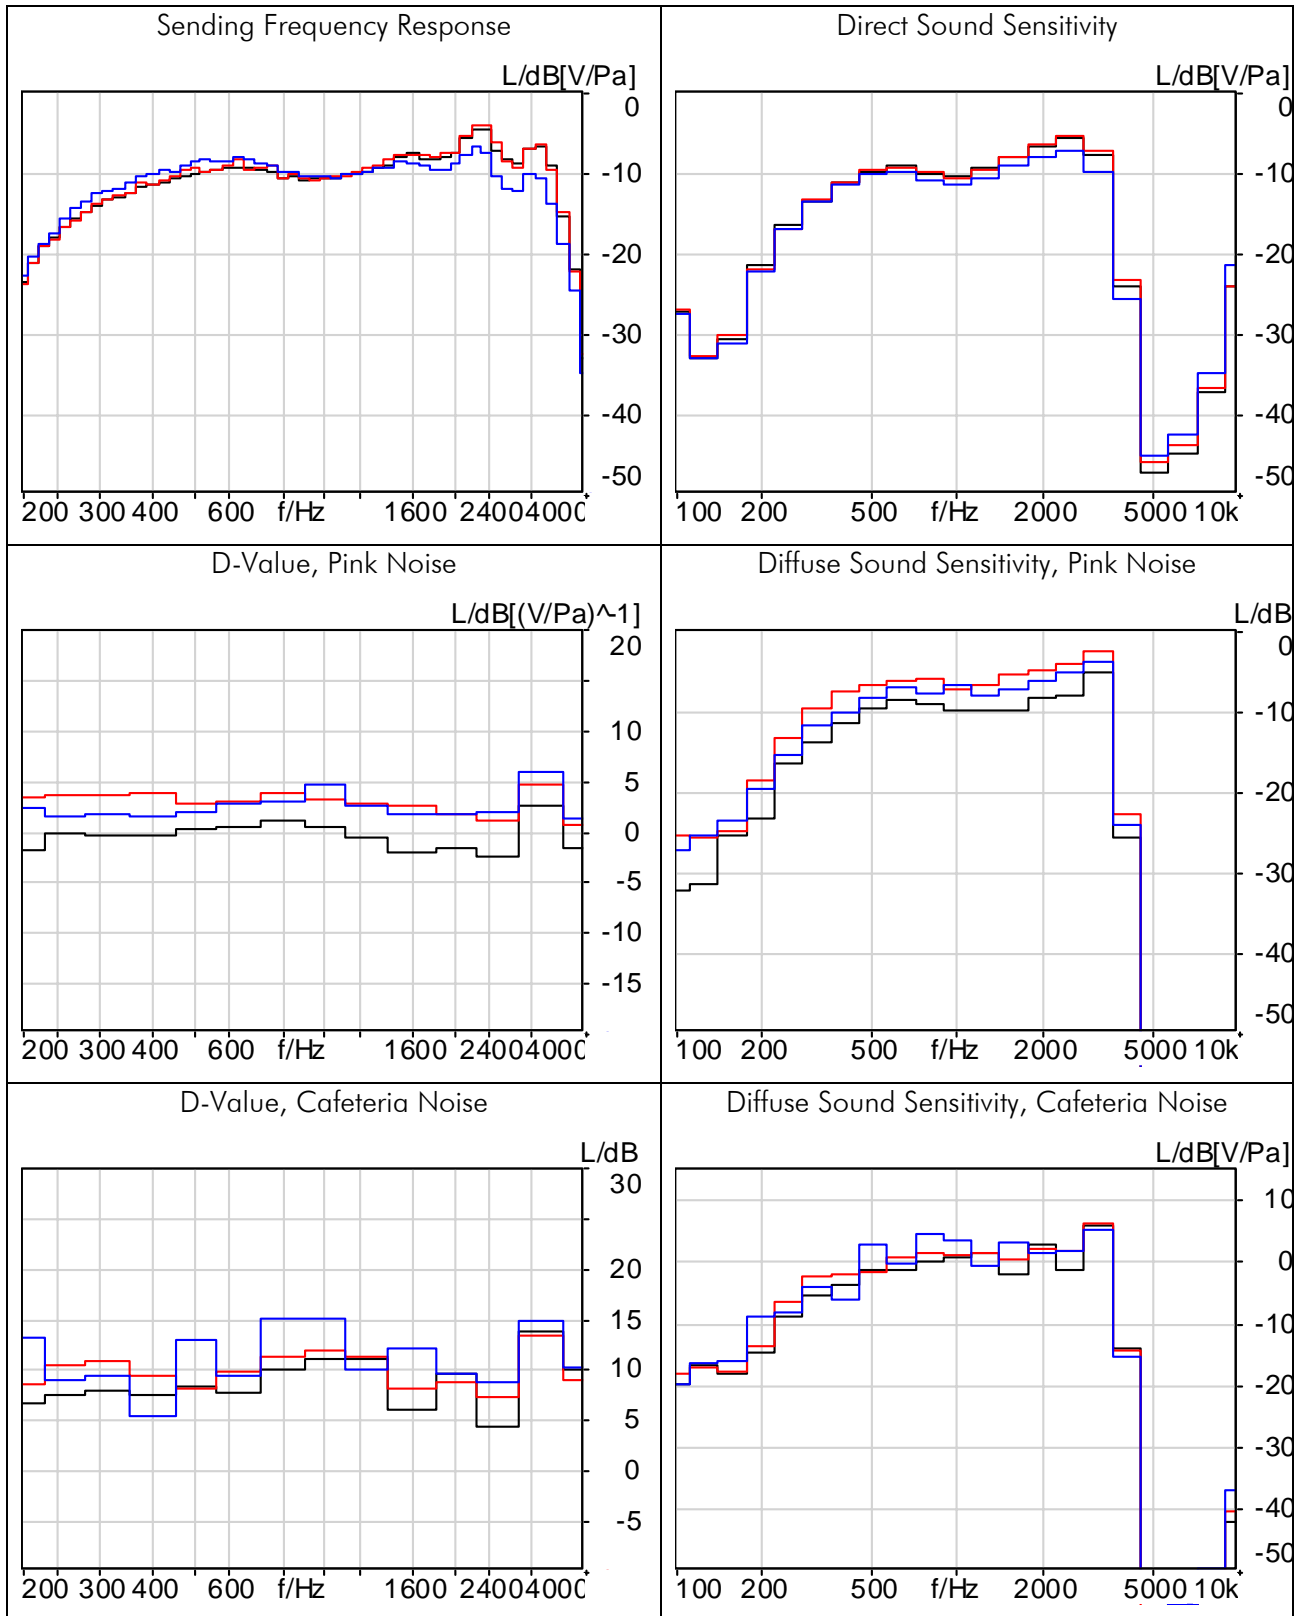 Sending Frequency Response
L/dB[V/Pa]
0
-10
-20
-30
-40
-50
200 300 400 600 f/Hz 1600 2400 4000
Direct Sound Sensitivity
L/dB[V/Pa]
0
-10
-20
-30
-40
-50
100 200 500 f/Hz 2000 5000 10k
D-Value, Pink Noise
L/dB[(V/Pa)^-1]
20
10
5
0
-5
-10
-15
200 300 400 600 f/Hz 1600 2400 4000
Diffuse Sound Sensitivity, Pink Noise
L/dB
0
-10
-20
-30
-40
-50
100 200 500 f/Hz 2000 5000 10k
D-Value, Cafeteria Noise
L/dB
30
20
15
10
5
0
-5
200 300 400 600 f/Hz 1600 2400 4000
Diffuse Sound Sensitivity, Cafeteria Noise
L/dB[V/Pa]
10
0
-10
-20
-30
-40
-50
100 200 500 f/Hz 2000 5000 10k